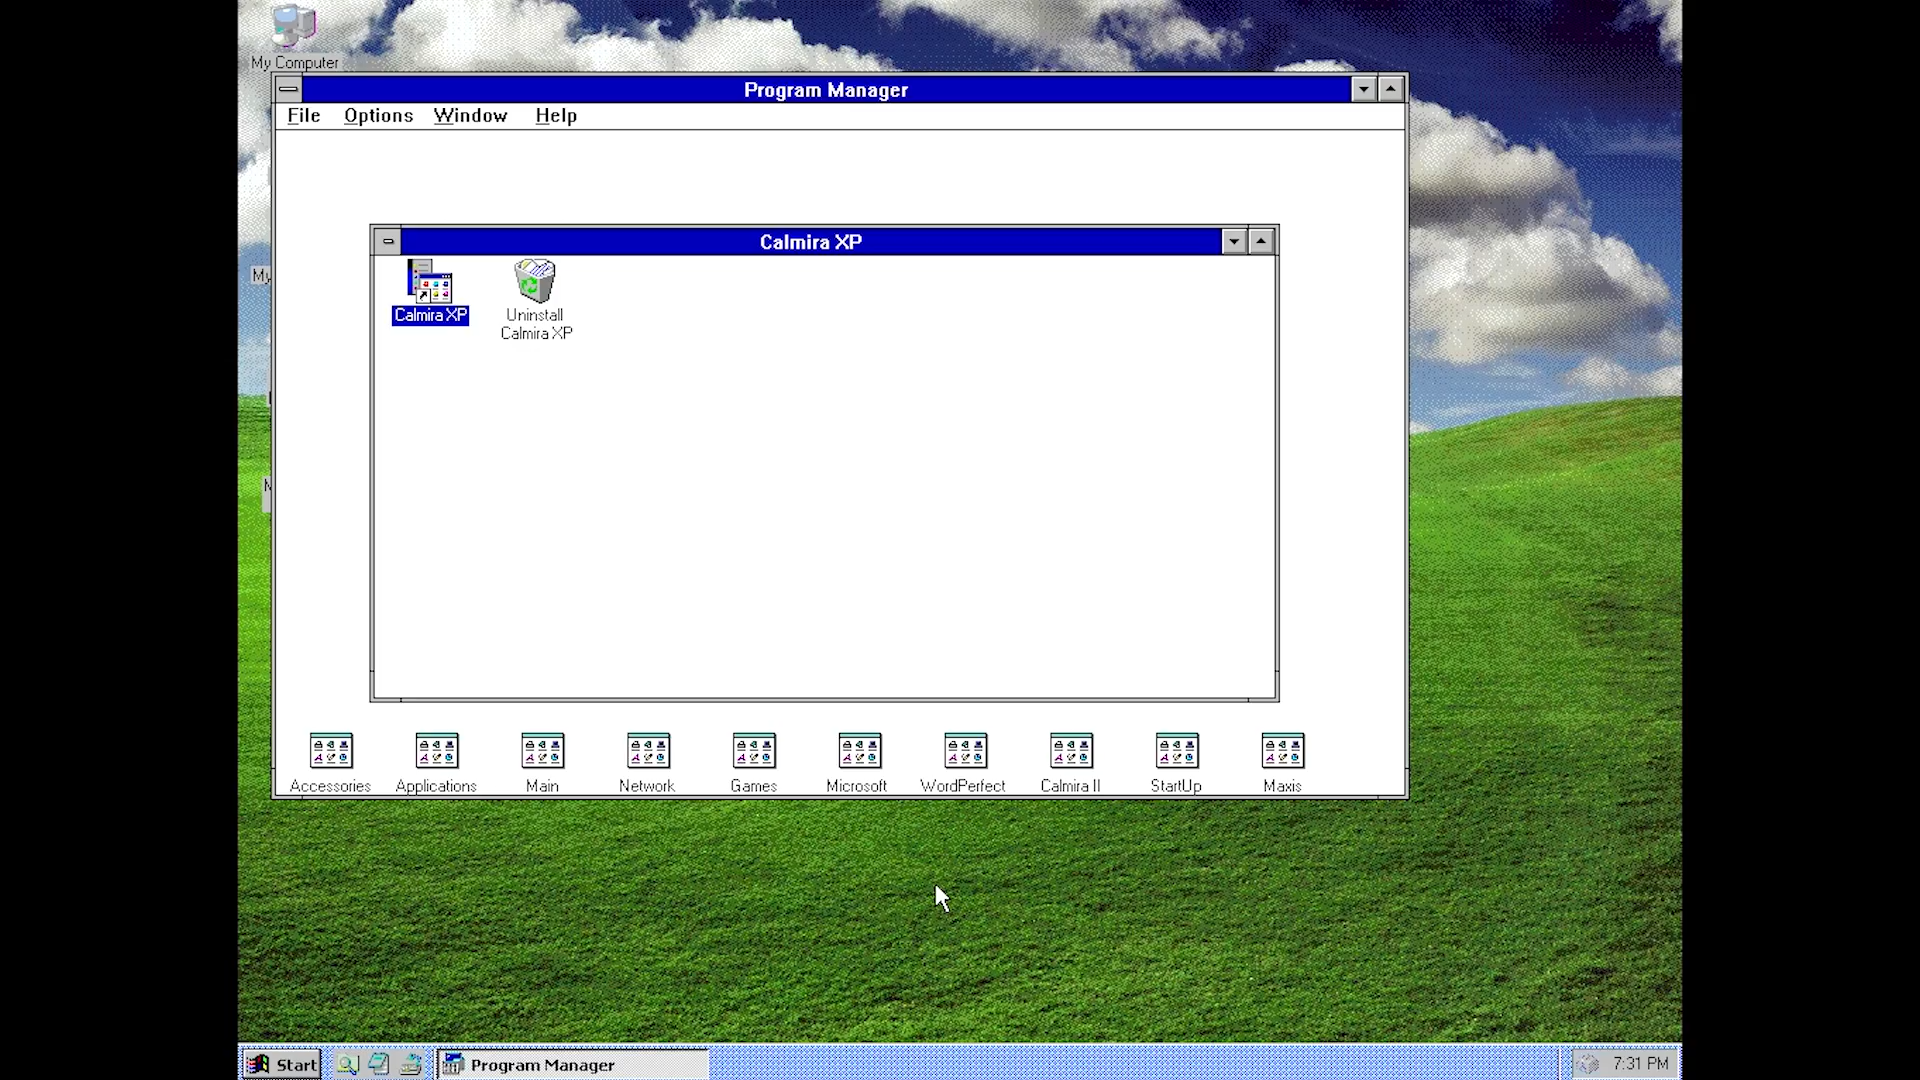 My Computer
Program Manager
File Options Window Help
Calmira XP
Calmira XP
Uninstall
Calmira XP
My
Accessories Applications Main Network Games Microsoft WordPerfect Calmira II StartUp Maxis
Start Program Manager 7:31 PM